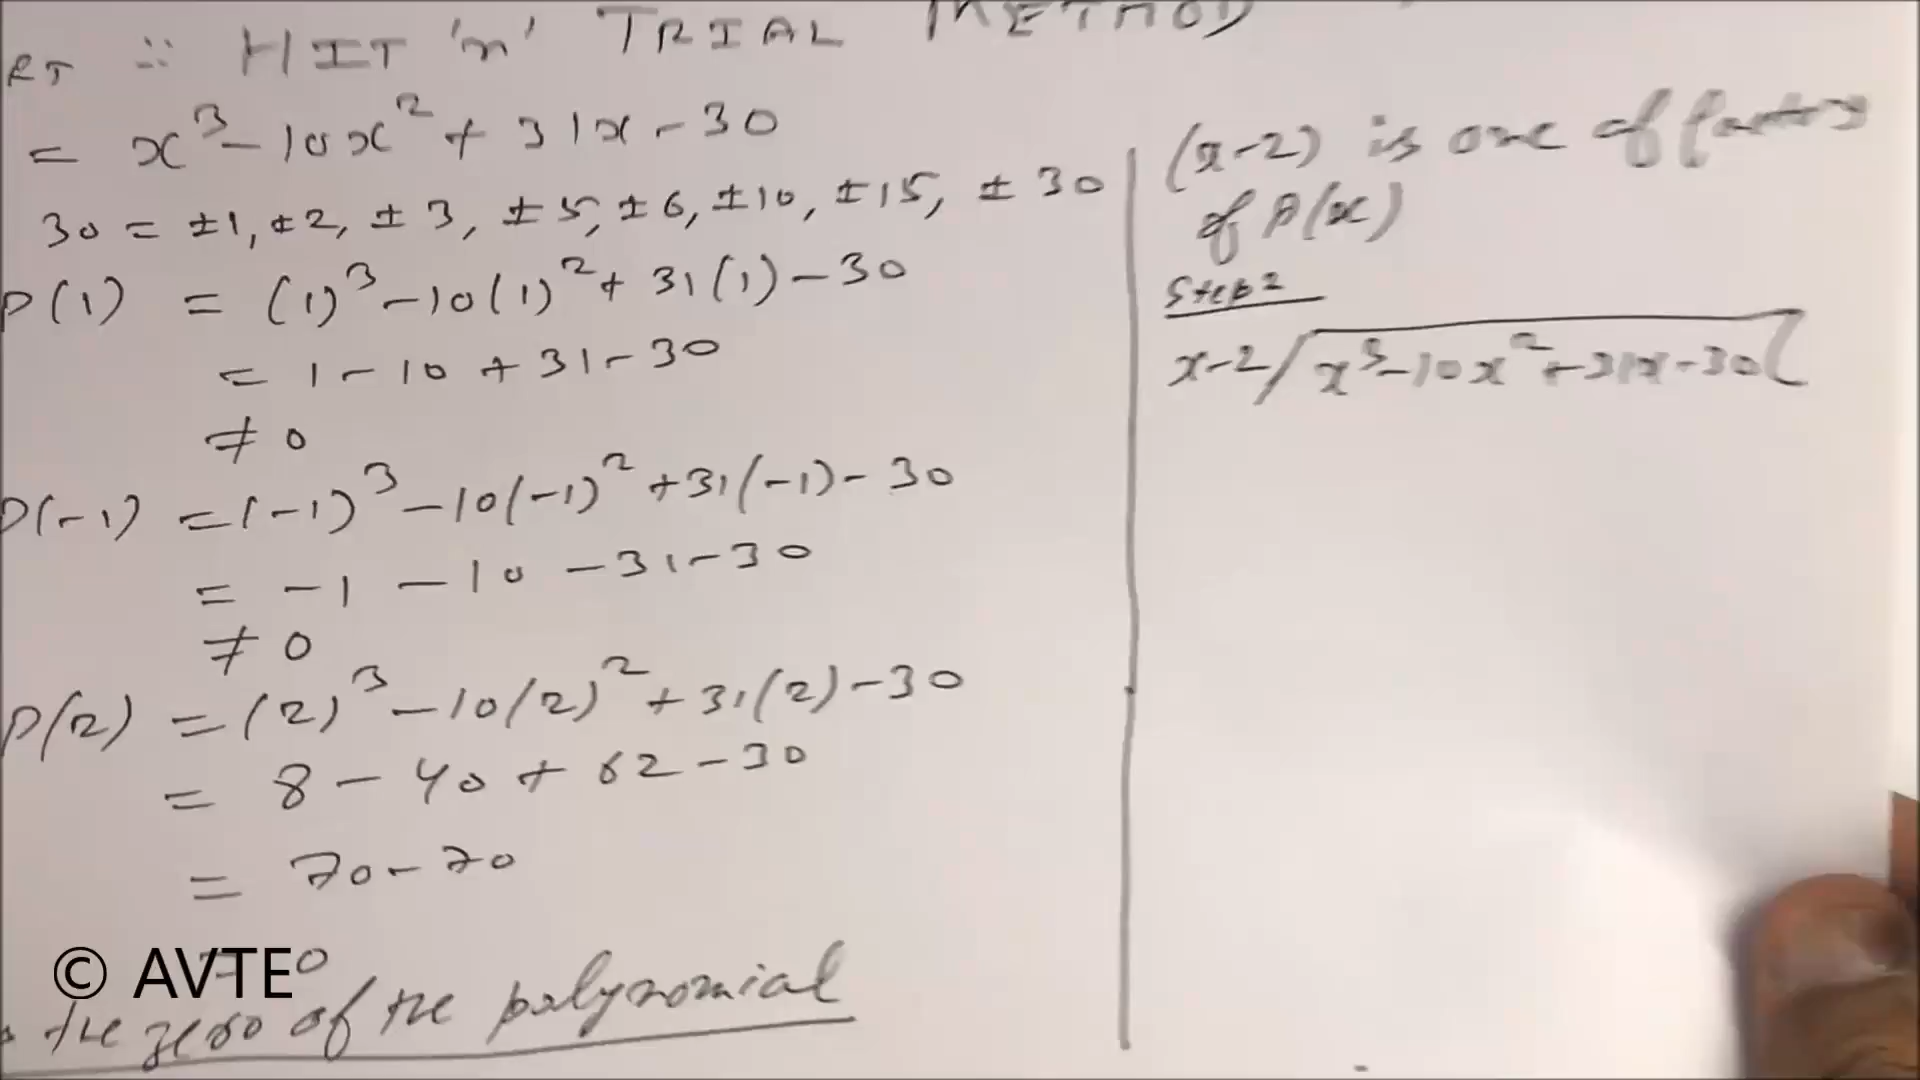 RT :: HIT 'n' TRIAL METHOD
= x³ - 10x² + 31x - 30
30 = ±1, ±2, ±3, ±5, ±6, ±10, ±15, ±30
P(1) = (1)³ - 10(1)² + 31(1) - 30
= 1 - 10 + 31 - 30
≠ 0
P(-1) = (-1)³ - 10(-1)² + 31(-1) - 30
= -1 - 10 - 31 - 30
≠ 0
P(2) = (2)³ - 10(2)² + 31(2) - 30
= 8 - 40 + 62 - 30
= 70 - 70
0
© AVTE
the zero of the polynomial
(x-2) is one of factors
of P(x)
Step 2
x-2/x³-10x²+31x-30(